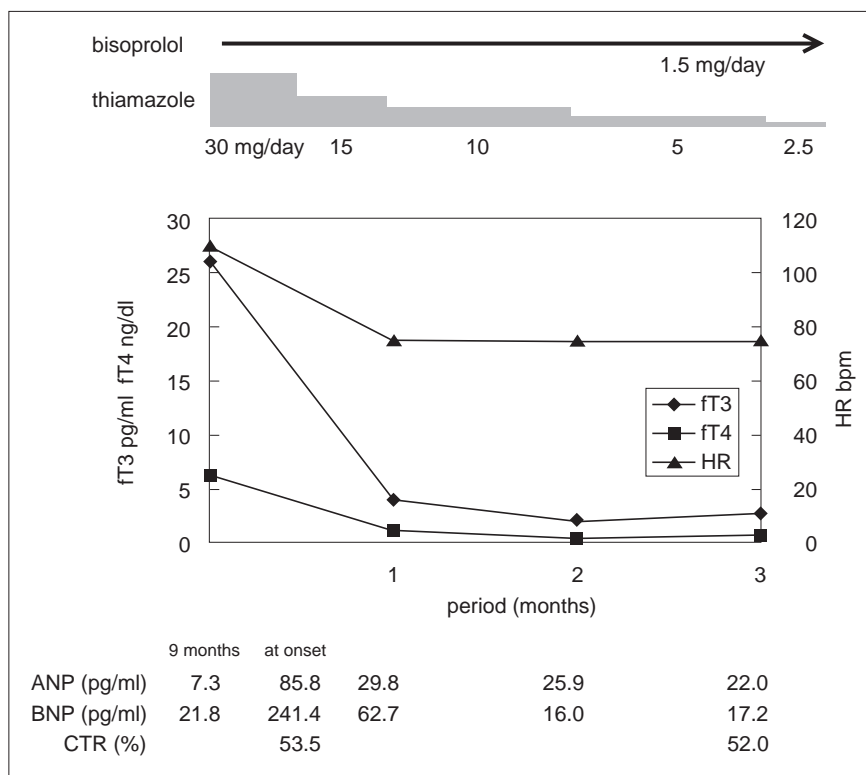 bisoprolol
1.5 mg/day
thiamazole
30 mg/day 15 10 5 2.5
fT3 pg/ml fT4 ng/dl
30
25
20
15
10
5
0
120
100
80
60
40
20
0
HR bpm
fT3
fT4
HR
1 2 3
period (months)
9 months at onset
ANP (pg/ml) 7.3 85.8 29.8 25.9 22.0
BNP (pg/ml) 21.8 241.4 62.7 16.0 17.2
CTR (%) 53.5 52.0